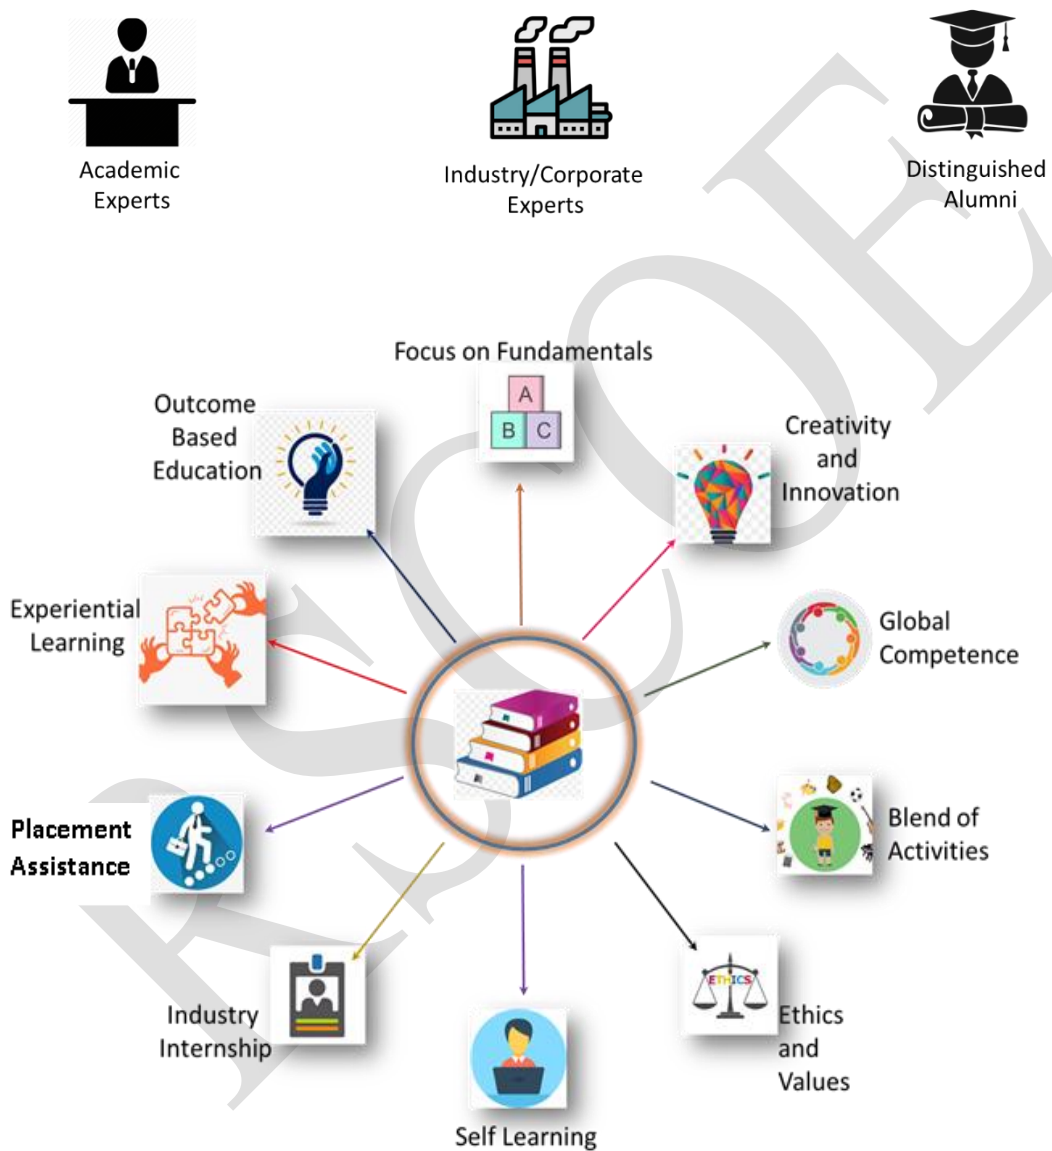 Academic
Experts
Industry/Corporate
Experts
Distinguished
Alumni
Focus on Fundamentals
A
B C
Outcome
Based
Education
Creativity
and
Innovation
Experiential
Learning
Global
Competence
Placement
Assistance
Blend of
Activities
Industry
Internship
ETHICS
Ethics
and
Values
Self Learning
RSCOE